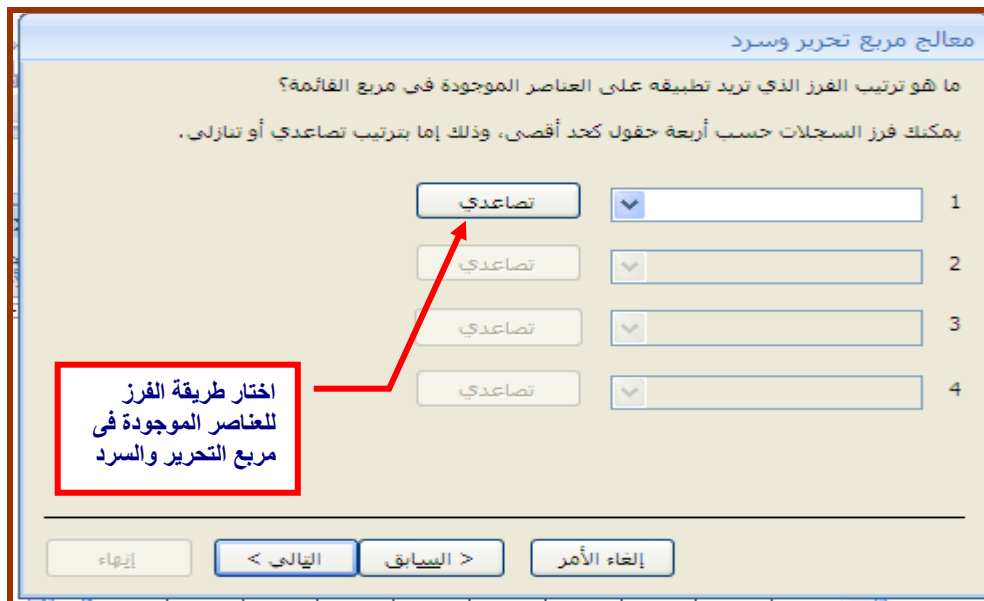 معالج مربع تحرير وسرد
ما هو ترتيب الفرز الذي تريد تطبيقه على العناصر الموجودة في مربع القائمة؟
يمكنك فرز السجلات حسب أربعة حقول كحد أقصى، وذلك إما بترتيب تصاعدي أو تنازلي.
1 تصاعدي
2 تصاعدي
3 تصاعدي
4 تصاعدي
اختار طريقة الفرز
للعناصر الموجودة فى
مربع التحرير والسرد
إلغاء الأمر < السابق التالي > إنهاء